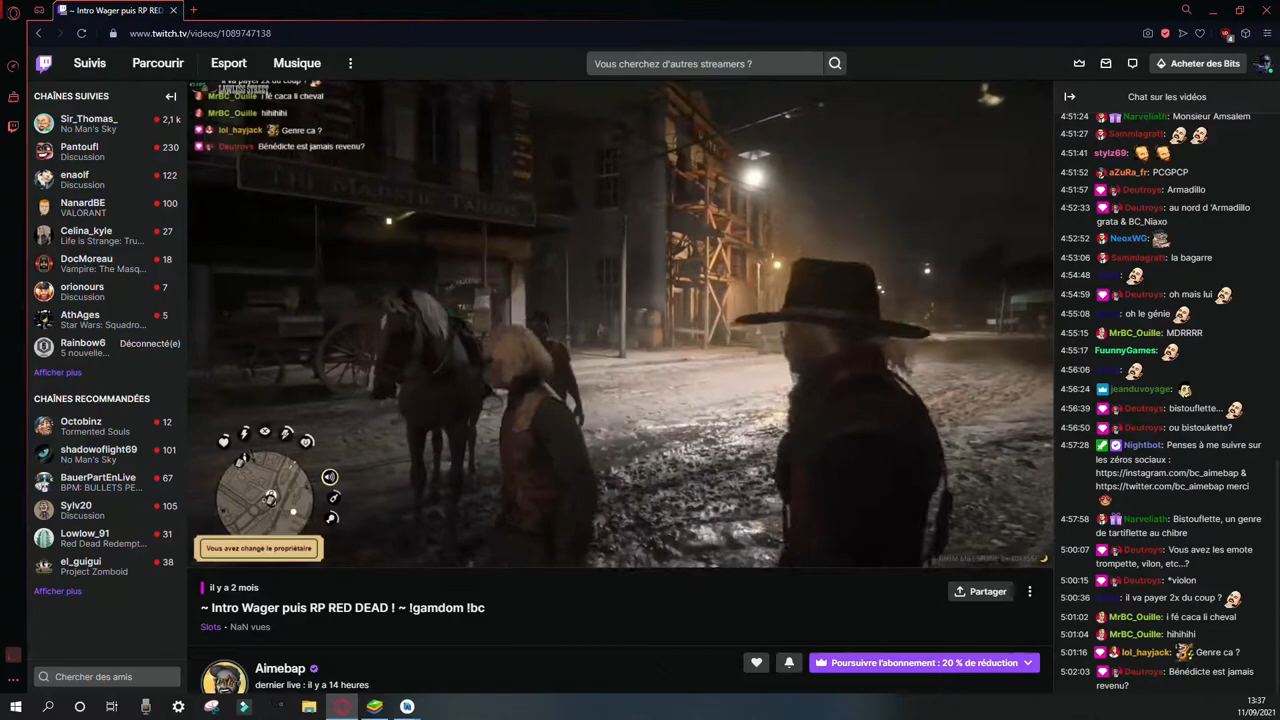 ~ Intro Wager puis RP RED
www.twitch.tv/videos/1089747138
4
Suivis
Parcourir
Esport
Musique
Vous cherchez d'autres streamers ?
Acheter des Bits
CHAÎNES SUIVIES
Sir_Thomas_
2,1 k
No Man's Sky
Pantoufl
230
Discussion
enaolf
122
Discussion
NanardBE
100
VALORANT
Celina_kyle
27
Life is Strange: Tru...
DocMoreau
18
Vampire: The Masq...
orionours
7
Discussion
AthAges
5
Star Wars: Squadro...
Rainbow6
Déconnecté(e)
5 nouvelle...
Afficher plus
CHAÎNES RECOMMANDÉES
Octobinz
12
Tormented Souls
shadowoflight69
101
No Man's Sky
BauerPartEnLive
67
BPM: BULLETS PE...
Sylv20
105
Discussion
Lowlow_91
31
Red Dead Redempt...
el_guigui
38
Project Zomboid
Afficher plus
Chercher des amis
il va payer 2x du coup ?
LAWLESS STREET
MrBC_Ouille i fé caca li cheval
MrBC_Ouille hihihihi
lol_hayjack Genre ca ?
Deutroys Bénédicte est jamais revenu?
Vous avez changé le propriétaire
il y a 2 mois
~ Intro Wager puis RP RED DEAD ! ~ !gamdom !bc
Slots • NaN vues
Partager
Aimebap
dernier live : il y a 14 heures
Poursuivre l'abonnement : 20 % de réduction
Chat sur les vidéos
4:51:24 Narveliath: Monsieur Amsalem
4:51:27 Sammlagratt:
4:51:41 stylz69:
4:51:52 aZuRa_fr: PCGPCP
4:51:57 Deutroys: Armadillo
4:52:33 Deutroys: au nord d 'Armadillo
grata & BC_Niaxo
4:52:52 NeoxWG:
4:53:06 Sammlagratt: la bagarre
4:54:48
4:54:59 Deutroys: oh mais lui
4:55:08 : oh le génie
4:55:15 MrBC_Ouille: MDRRRR
4:55:17 FuunnyGames:
4:56:06
4:56:24 jeanduvoyage:
4:56:39 Deutroys: bistouflette...
4:56:50 Deutroys: ou bistoukette?
4:57:28 Nightbot: Penses à me suivre sur
les zéros sociaux :
https://instagram.com/bc_aimebap &
https://twitter.com/bc_aimebap merci
4:57:58 Narveliath: Bistouflette, un genre
de tartiflette au chibre
5:00:07 Deutroys: Vous avez les emote
trompette, vilon, etc...?
5:00:15 Deutroys: *violon
5:00:36 : il va payer 2x du coup ?
5:01:02 MrBC_Ouille: i fé caca li cheval
5:01:04 MrBC_Ouille: hihihihi
5:01:16 lol_hayjack: Genre ca ?
5:02:03 Deutroys: Bénédicte est jamais
revenu?
13:37
11/09/2021